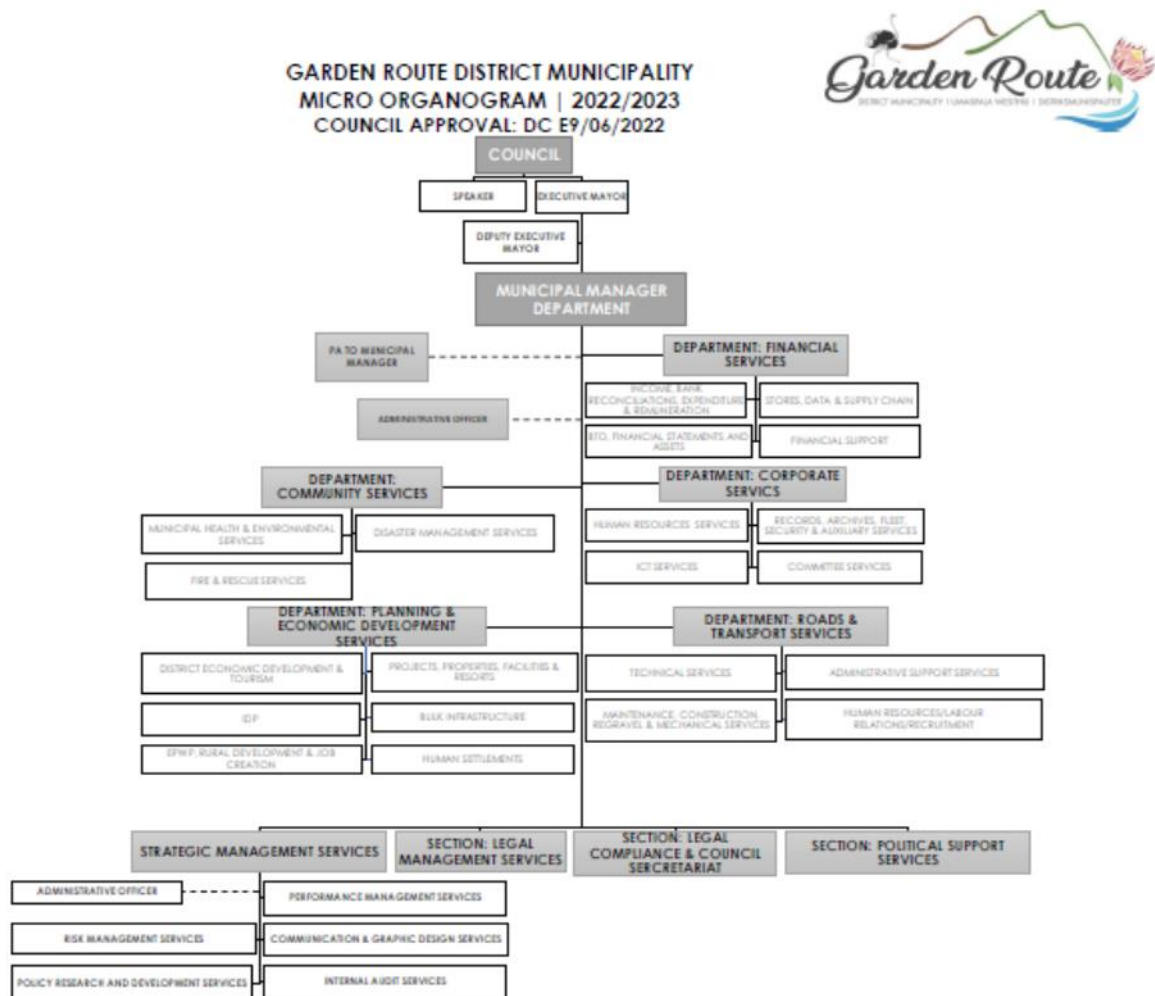 Garden Route
DISTRICT MUNICIPALITY | UMASIPALA WESITHILI | DISTRIKSMUNISIPALITEIT
GARDEN ROUTE DISTRICT MUNICIPALITY
MICRO ORGANOGRAM | 2022/2023
COUNCIL APPROVAL: DC E9/06/2022
COUNCIL
SPEAKER
EXECUTIVE MAYOR
DEPUTY EXECUTIVE
MAYOR
MUNICIPAL MANAGER
DEPARTMENT
PA TO MUNICIPAL
MANAGER
DEPARTMENT: FINANCIAL
SERVICES
INCOME, BANK
RECONCILIATIONS, EXPENDITURE
& REMUNERATION
STORES, DATA & SUPPLY CHAIN
ADMINISTRATIVE OFFICER
BTO, FINANCIAL STATEMENTS AND
ASSETS
FINANCIAL SUPPORT
DEPARTMENT:
COMMUNITY SERVICES
DEPARTMENT: CORPORATE
SERVICS
MUNICIPAL HEALTH & ENVIRONMENTAL
SERVICES
DISASTER MANAGEMENT SERVICES
FIRE & RESCUE SERVICES
HUMAN RESOURCES SERVICES
RECORDS, ARCHIVES, FLEET,
SECURITY & AUXILIARY SERVICES
ICT SERVICES
COMMITTEE SERVICES
DEPARTMENT: PLANNING &
ECONOMIC DEVELOPMENT
SERVICES
DEPARTMENT: ROADS &
TRANSPORT SERVICES
DISTRICT ECONOMIC DEVELOPMENT &
TOURISM
PROJECTS, PROPERTIES, FACILITIES &
RESORTS
IDP
BULK INFRASTRUCTURE
EPWP, RURAL DEVELOPMENT & JOB
CREATION
HUMAN SETTLEMENTS
TECHNICAL SERVICES
ADMINISTRATIVE SUPPORT SERVICES
MAINTENANCE, CONSTRUCTION,
REGRAVEL & MECHANICAL SERVICES
HUMAN RESOURCES/LABOUR
RELATIONS/RECRUITMENT
STRATEGIC MANAGEMENT SERVICES
SECTION: LEGAL
MANAGEMENT SERVICES
SECTION: LEGAL
COMPLIANCE & COUNCIL
SERCRETARIAT
SECTION: POLITICAL SUPPORT
SERVICES
ADMINISTRATIVE OFFICER
PERFORMANCE MANAGEMENT SERVICES
RISK MANAGEMENT SERVICES
COMMUNICATION & GRAPHIC DESIGN SERVICES
POLICY RESEARCH AND DEVELOPMENT SERVICES
INTERNAL AUDIT SERVICES